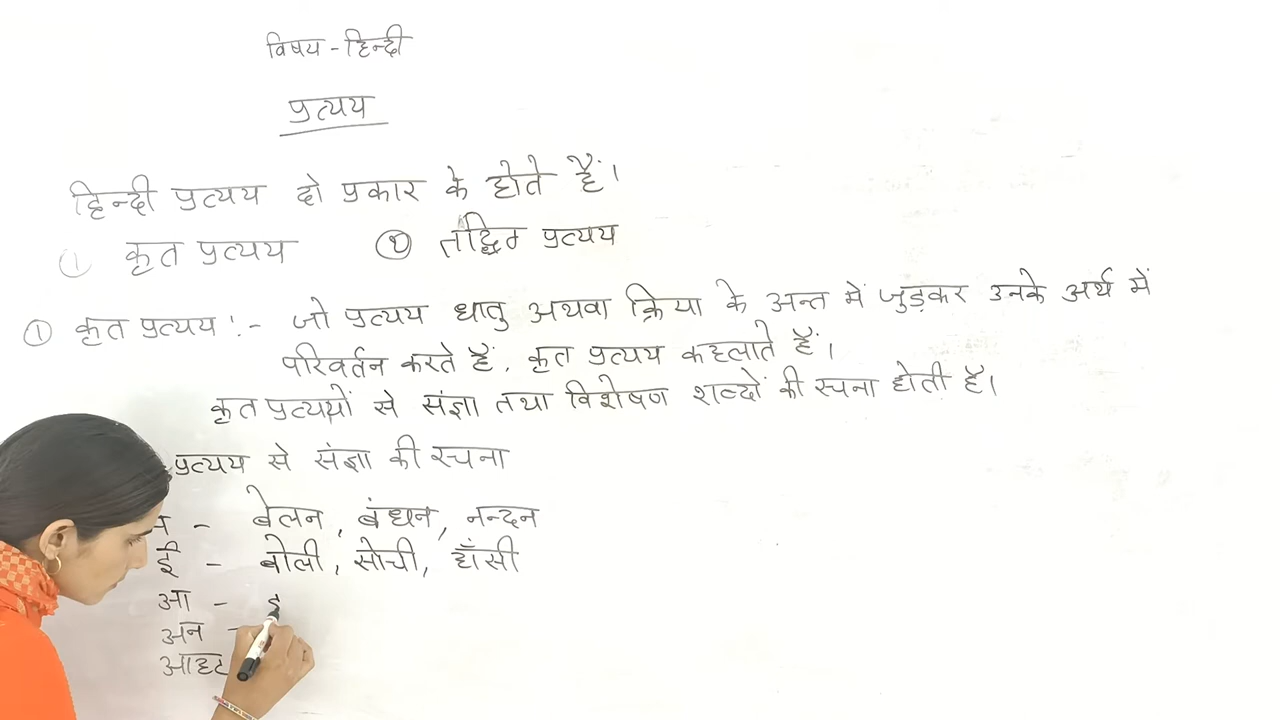 विषय - हिन्दी
प्रत्यय
हिन्दी प्रत्यय दो प्रकार के होते हैं।
① कृत प्रत्यय ② तद्धित प्रत्यय
① कृत प्रत्यय :- जो प्रत्यय धातु अथवा क्रिया के अन्त में जुड़कर उनके अर्थ में
परिवर्तन करते हैं, कृत प्रत्यय कहलाते हैं।
कृत प्रत्ययों से संज्ञा तथा विशेषण शब्दों की रचना होती है।
प्रत्यय से संज्ञा की रचना
न - बेलन, बंधन, नन्दन
ई - बोली, सोची, हाँसी
आ -
अन -
आहट